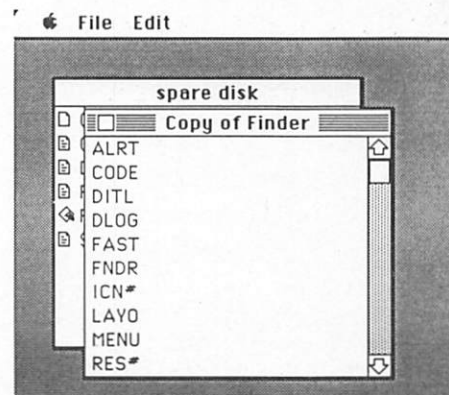 File Edit
spare disk
Copy of Finder
ALRT
CODE
DITL
DLOG
FAST
FNDR
ICN#
LAYO
MENU
RES#